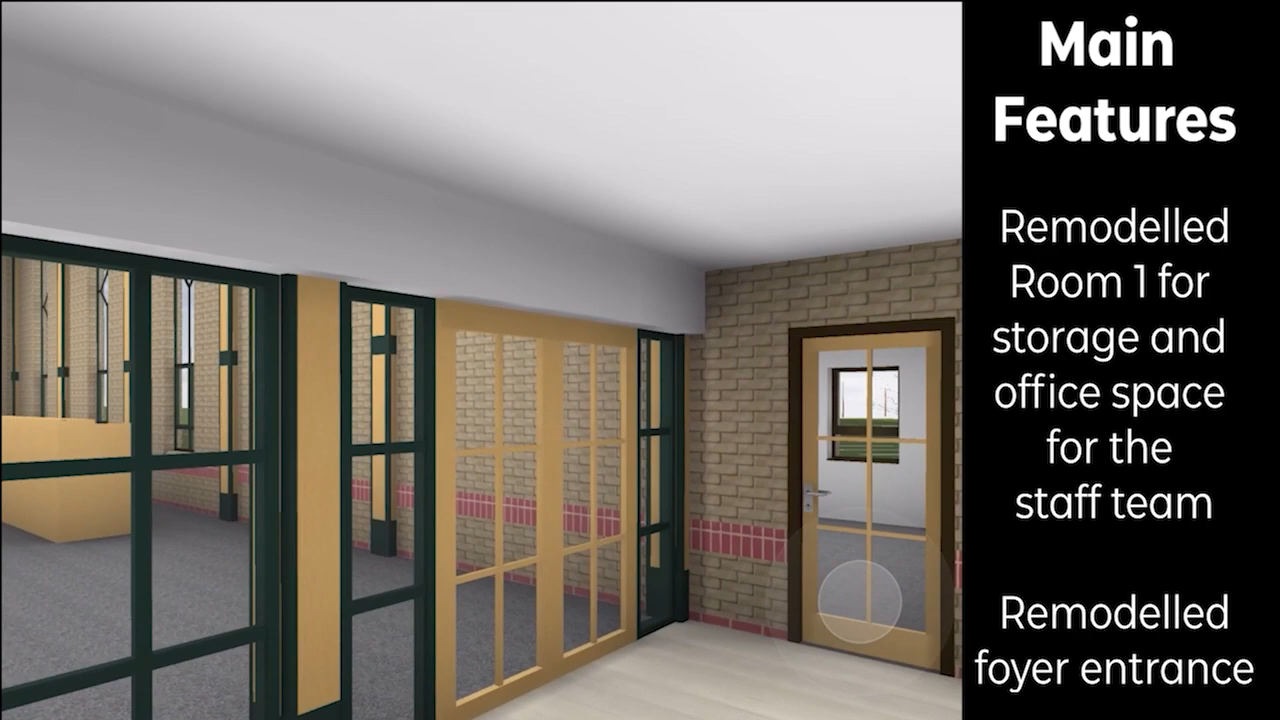 Main
Features
Remodelled
Room 1 for
storage and
office space
for the
staff team
Remodelled
foyer entrance